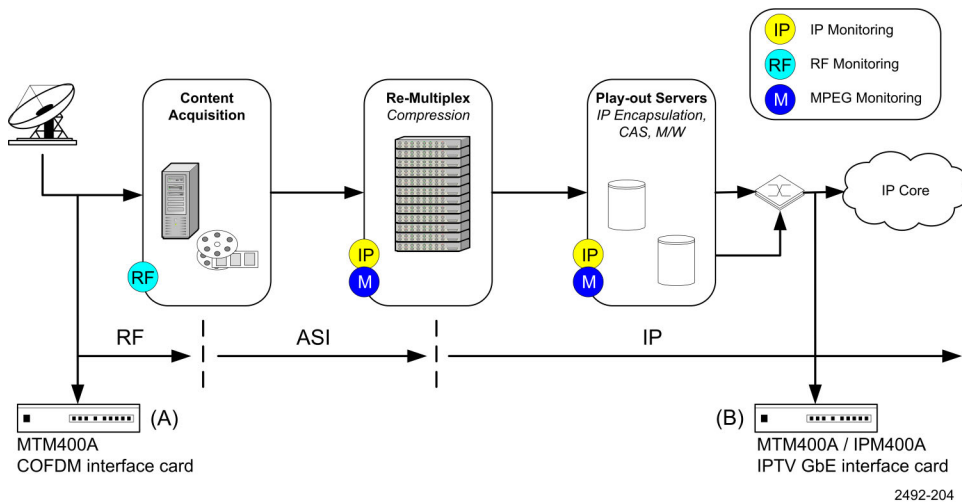 IP IP Monitoring
RF RF Monitoring
M MPEG Monitoring
Content
Acquisition
RF
Re-Multiplex
Compression
IP
M
Play-out Servers
IP Encapsulation,
CAS, M/W
IP
M
IP Core
RF
ASI
IP
(A)
MTM400A
COFDM interface card
(B)
MTM400A / IPM400A
IPTV GbE interface card
2492-204